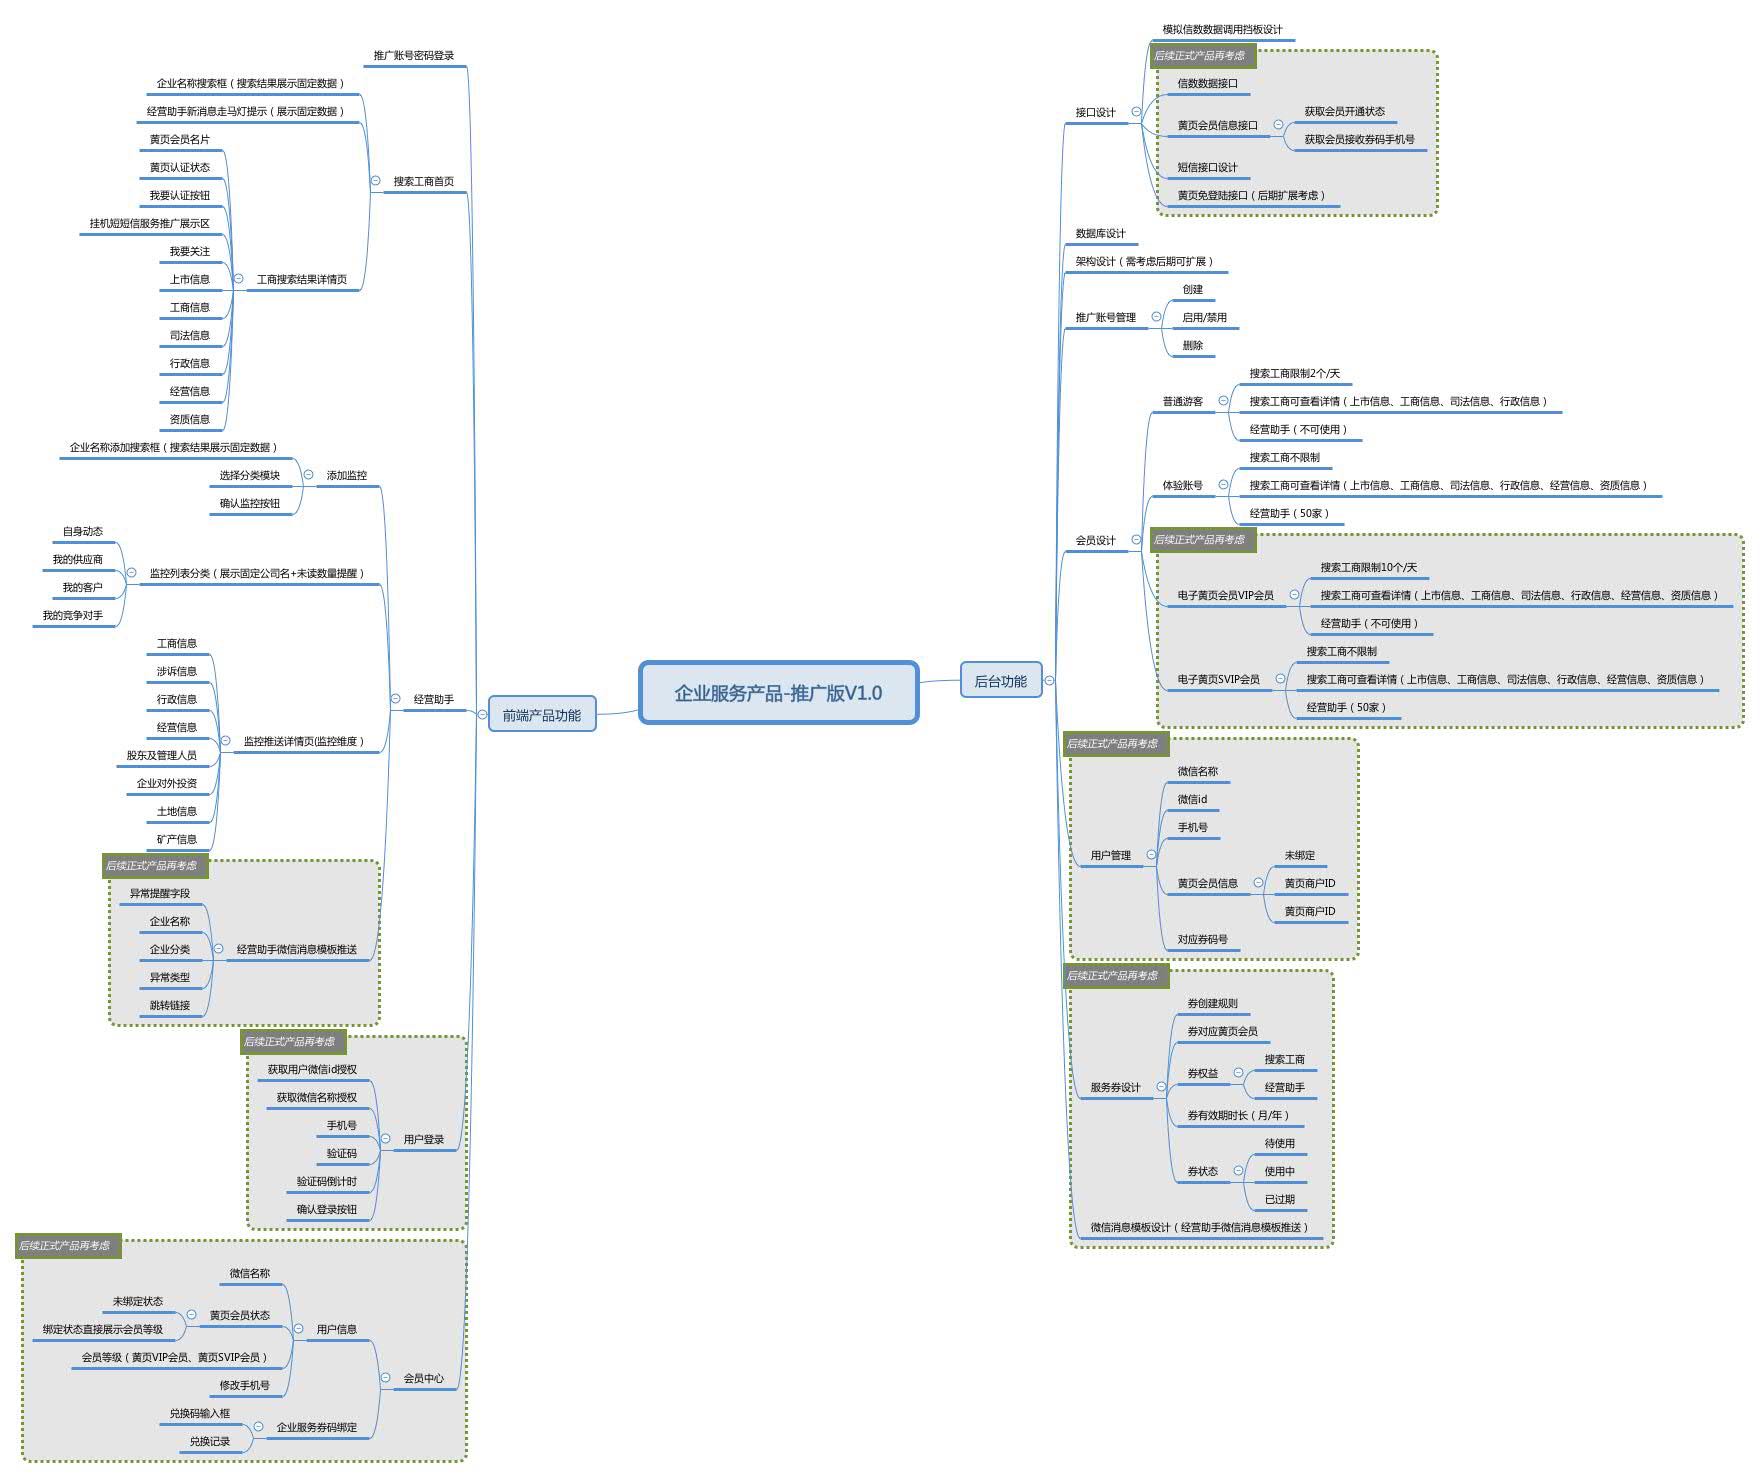 企业服务产品-推广版V1.0
前端产品功能
推广账号密码登录
搜索工商首页
企业名称搜索框（搜索结果展示固定数据）
经营助手新消息走马灯提示（展示固定数据）
工商搜索结果详情页
黄页会员名片
黄页认证状态
我要认证按钮
挂机短短信服务推广展示区
我要关注
上市信息
工商信息
司法信息
行政信息
经营信息
资质信息
经营助手
添加监控
企业名称添加搜索框（搜索结果展示固定数据）
选择分类模块
确认监控按钮
监控列表分类（展示固定公司名+未读数量提醒）
自身动态
我的供应商
我的客户
我的竞争对手
监控推送详情页(监控维度）
工商信息
涉诉信息
行政信息
经营信息
股东及管理人员
企业对外投资
土地信息
矿产信息
后续正式产品再考虑
经营助手微信消息模板推送
异常提醒字段
企业名称
企业分类
异常类型
跳转链接
后续正式产品再考虑
用户登录
获取用户微信id授权
获取微信名称授权
手机号
验证码
验证码倒计时
确认登录按钮
后续正式产品再考虑
会员中心
用户信息
微信名称
黄页会员状态
未绑定状态
绑定状态直接展示会员等级
会员等级（黄页VIP会员、黄页SVIP会员）
修改手机号
企业服务券码绑定
兑换码输入框
兑换记录
后台功能
接口设计
模拟信数数据调用挡板设计
后续正式产品再考虑
信数数据接口
黄页会员信息接口
获取会员开通状态
获取会员接收券码手机号
短信接口设计
黄页免登陆接口（后期扩展考虑）
数据库设计
架构设计（需考虑后期可扩展）
推广账号管理
创建
启用/禁用
删除
会员设计
普通游客
搜索工商限制2个/天
搜索工商可查看详情（上市信息、工商信息、司法信息、行政信息）
经营助手（不可使用）
体验账号
搜索工商不限制
搜索工商可查看详情（上市信息、工商信息、司法信息、行政信息、经营信息、资质信息）
经营助手（50家）
后续正式产品再考虑
电子黄页会员VIP会员
搜索工商限制10个/天
搜索工商可查看详情（上市信息、工商信息、司法信息、行政信息、经营信息、资质信息）
经营助手（不可使用）
电子黄页SVIP会员
搜索工商不限制
搜索工商可查看详情（上市信息、工商信息、司法信息、行政信息、经营信息、资质信息）
经营助手（50家）
后续正式产品再考虑
用户管理
微信名称
微信id
手机号
黄页会员信息
未绑定
黄页商户ID
黄页商户ID
对应券码号
后续正式产品再考虑
服务券设计
券创建规则
券对应黄页会员
券权益
搜索工商
经营助手
券有效期时长（月/年）
券状态
待使用
使用中
已过期
微信消息模板设计（经营助手微信消息模板推送）